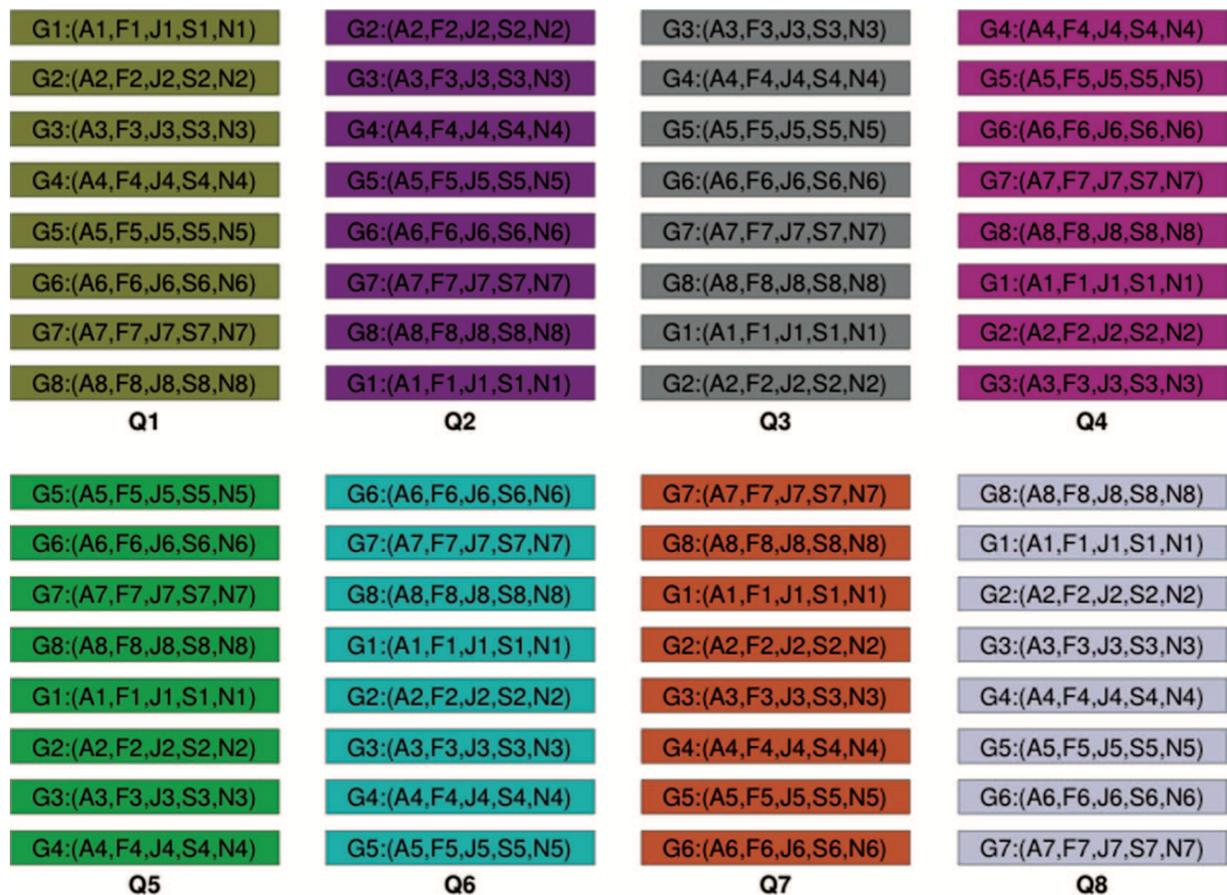 G1:(A1,F1,J1,S1,N1) G2:(A2,F2,J2,S2,N2) G3:(A3,F3,J3,S3,N3) G4:(A4,F4,J4,S4,N4)
G2:(A2,F2,J2,S2,N2) G3:(A3,F3,J3,S3,N3) G4:(A4,F4,J4,S4,N4) G5:(A5,F5,J5,S5,N5)
G3:(A3,F3,J3,S3,N3) G4:(A4,F4,J4,S4,N4) G5:(A5,F5,J5,S5,N5) G6:(A6,F6,J6,S6,N6)
G4:(A4,F4,J4,S4,N4) G5:(A5,F5,J5,S5,N5) G6:(A6,F6,J6,S6,N6) G7:(A7,F7,J7,S7,N7)
G5:(A5,F5,J5,S5,N5) G6:(A6,F6,J6,S6,N6) G7:(A7,F7,J7,S7,N7) G8:(A8,F8,J8,S8,N8)
G6:(A6,F6,J6,S6,N6) G7:(A7,F7,J7,S7,N7) G8:(A8,F8,J8,S8,N8) G1:(A1,F1,J1,S1,N1)
G7:(A7,F7,J7,S7,N7) G8:(A8,F8,J8,S8,N8) G1:(A1,F1,J1,S1,N1) G2:(A2,F2,J2,S2,N2)
G8:(A8,F8,J8,S8,N8) G1:(A1,F1,J1,S1,N1) G2:(A2,F2,J2,S2,N2) G3:(A3,F3,J3,S3,N3)
Q1 Q2 Q3 Q4
G5:(A5,F5,J5,S5,N5) G6:(A6,F6,J6,S6,N6) G7:(A7,F7,J7,S7,N7) G8:(A8,F8,J8,S8,N8)
G6:(A6,F6,J6,S6,N6) G7:(A7,F7,J7,S7,N7) G8:(A8,F8,J8,S8,N8) G1:(A1,F1,J1,S1,N1)
G7:(A7,F7,J7,S7,N7) G8:(A8,F8,J8,S8,N8) G1:(A1,F1,J1,S1,N1) G2:(A2,F2,J2,S2,N2)
G8:(A8,F8,J8,S8,N8) G1:(A1,F1,J1,S1,N1) G2:(A2,F2,J2,S2,N2) G3:(A3,F3,J3,S3,N3)
G1:(A1,F1,J1,S1,N1) G2:(A2,F2,J2,S2,N2) G3:(A3,F3,J3,S3,N3) G4:(A4,F4,J4,S4,N4)
G2:(A2,F2,J2,S2,N2) G3:(A3,F3,J3,S3,N3) G4:(A4,F4,J4,S4,N4) G5:(A5,F5,J5,S5,N5)
G3:(A3,F3,J3,S3,N3) G4:(A4,F4,J4,S4,N4) G5:(A5,F5,J5,S5,N5) G6:(A6,F6,J6,S6,N6)
G4:(A4,F4,J4,S4,N4) G5:(A5,F5,J5,S5,N5) G6:(A6,F6,J6,S6,N6) G7:(A7,F7,J7,S7,N7)
Q5 Q6 Q7 Q8